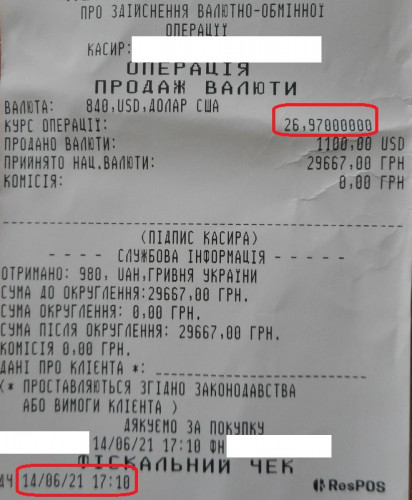 ПРО ЗДІЙСНЕННЯ ВАЛЮТНО-ОБМІННОЇ
ОПЕРАЦІЇ
КАСИР:
ОПЕРАЦІЯ
ПРОДАЖ ВАЛЮТИ
ВАЛЮТА: 840,USD,ДОЛАР США
КУРС ОПЕРАЦІЇ: 26,97000000
ПРОДАНО ВАЛЮТИ: 1100,00 USD
ПРИЙНЯТО НАЦ.ВАЛЮТИ: 29667,00 ГРН
КОМІСІЯ: 0,00 ГРН
(ПІДПИС КАСИРА)
- - - - СЛУЖБОВА ІНФОРМАЦІЯ - - - - -
ОТРИМАНО: 980, UAH,ГРИВНЯ УКРАЇНИ
СУМА ДО ОКРУГЛЕННЯ:29667,00 ГРН.
СУМА ОКРУГЛЕННЯ: 0,00 ГРН.
СУМА ПІСЛЯ ОКРУГЛЕННЯ: 29667,00 ГРН.
КОМІСІЯ 0,00 ГРН.
ДАНІ ПРО КЛІЄНТА *:
(* ПРОСТАВЛЯЮТЬСЯ ЗГІДНО ЗАКОНОДАВСТВА
АБО ВИМОГИ КЛІЄНТА )
ДЯКУЄМО ЗА ПОКУПКУ
14/06/21 17:10 ФН
ФІСКАЛЬНИЙ ЧЕК
14/06/21 17:10 ResPOS